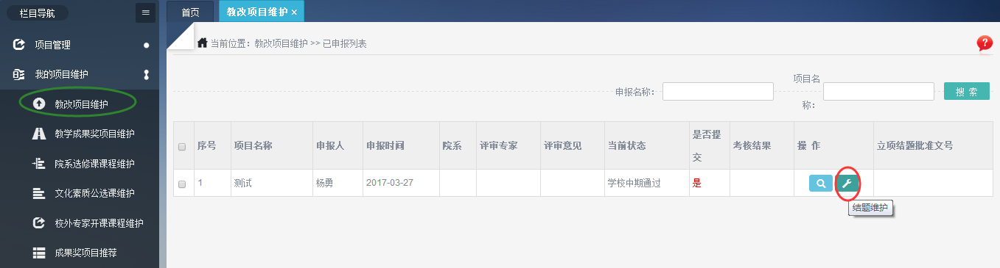 栏目导航
首页
教改项目维护 ×
项目管理
我的项目维护
教改项目维护
教学成果奖项目维护
院系选修课课程维护
文化素质公选课维护
校外专家开课课程维护
成果奖项目推荐
当前位置：教改项目维护 >> 已申报列表
?
申报名称：
项目名称：
搜 索
序号 项目名称 申报人 申报时间 院系 评审专家 评审意见 当前状态 是否提交 考核结果 操 作 立项结题批准文号
1 测试 杨勇 2017-03-27 学校中期通过 是
结题维护